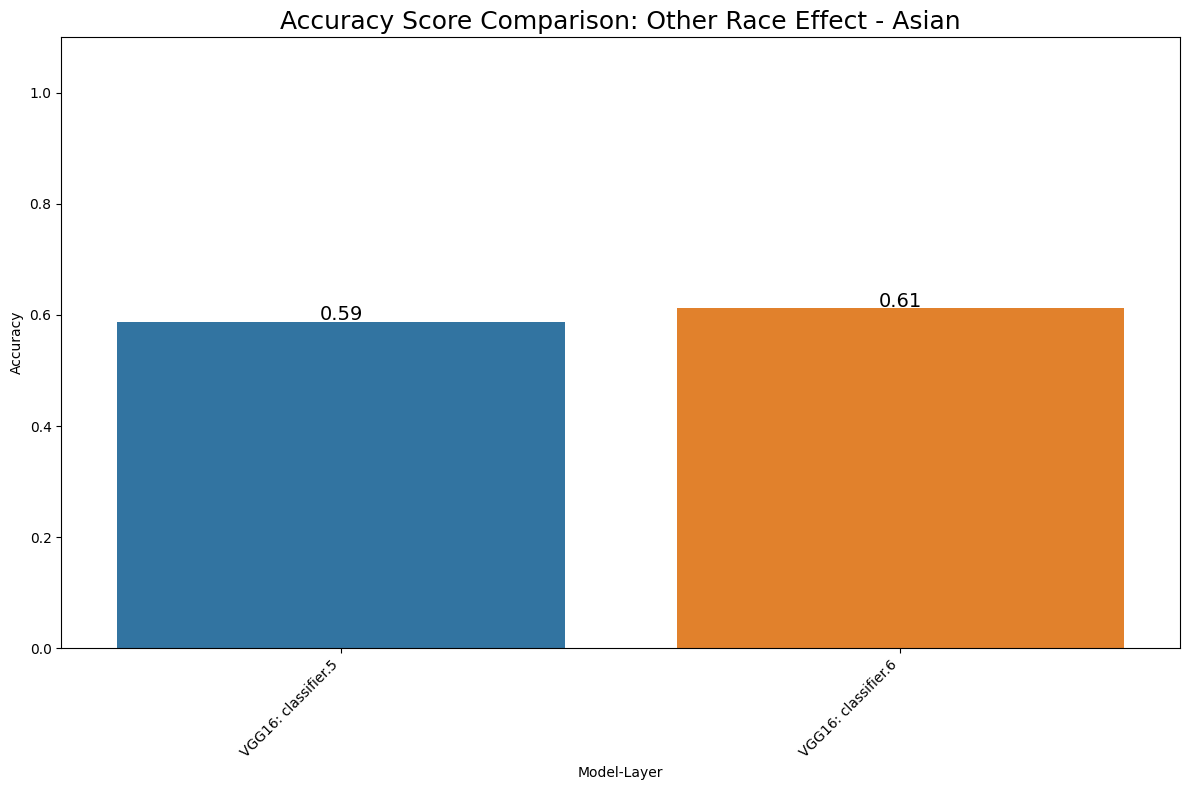 Accuracy Score Comparison: Other Race Effect - Asian
1.0
0.8
0.6
0.4
0.2
0.0
Accuracy
0.59
0.61
VGG16: classifier.5
VGG16: classifier.6
Model-Layer